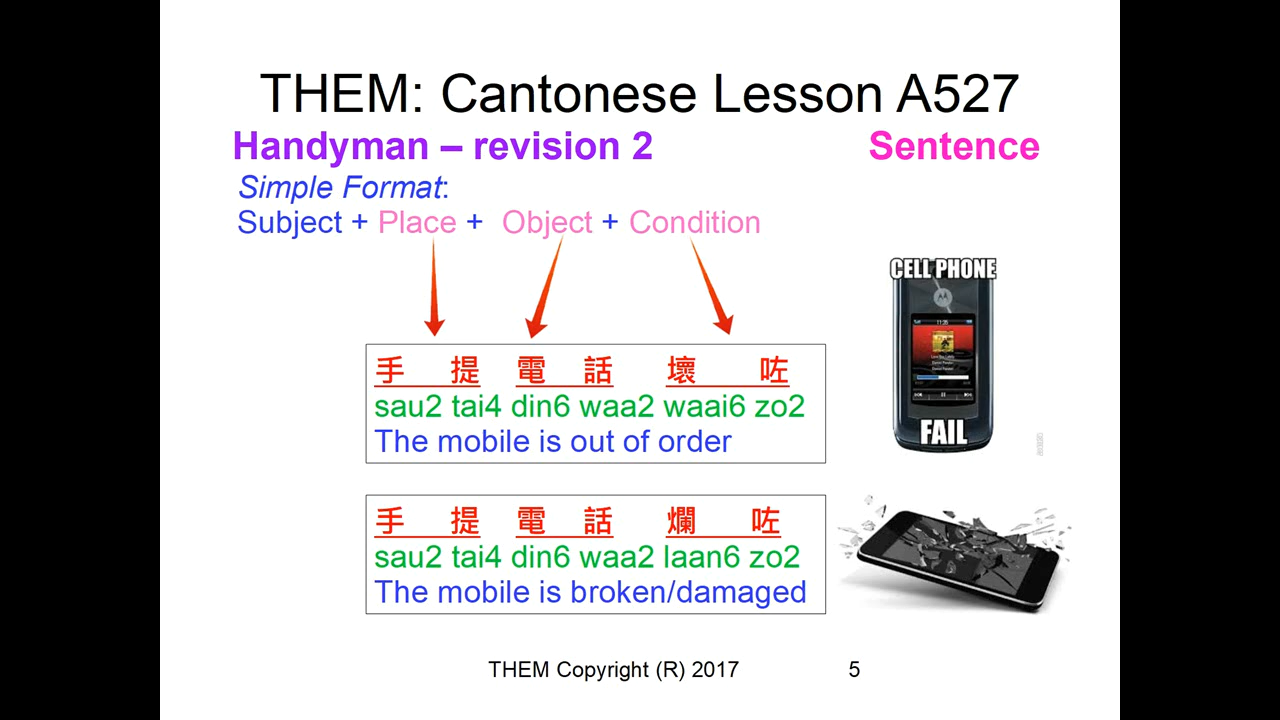 THEM: Cantonese Lesson A527
Handyman – revision 2 Sentence
Simple Format:
Subject + Place + Object + Condition
手 提 電 話 壞 咗
sau2 tai4 din6 waa2 waai6 zo2
The mobile is out of order
CELL PHONE
FAIL
手 提 電 話 爛 咗
sau2 tai4 din6 waa2 laan6 zo2
The mobile is broken/damaged
THEM Copyright (R) 2017 5